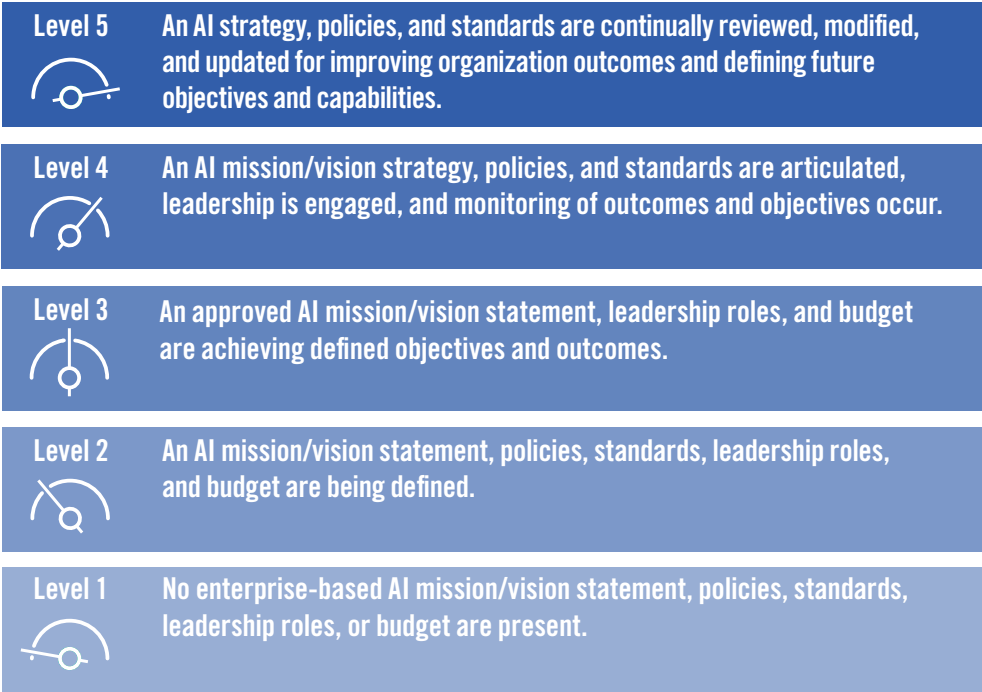 Level 5
An AI strategy, policies, and standards are continually reviewed, modified,
and updated for improving organization outcomes and defining future
objectives and capabilities.
Level 4
An AI mission/vision strategy, policies, and standards are articulated,
leadership is engaged, and monitoring of outcomes and objectives occur.
Level 3
An approved AI mission/vision statement, leadership roles, and budget
are achieving defined objectives and outcomes.
Level 2
An AI mission/vision statement, policies, standards, leadership roles,
and budget are being defined.
Level 1
No enterprise-based AI mission/vision statement, policies, standards,
leadership roles, or budget are present.